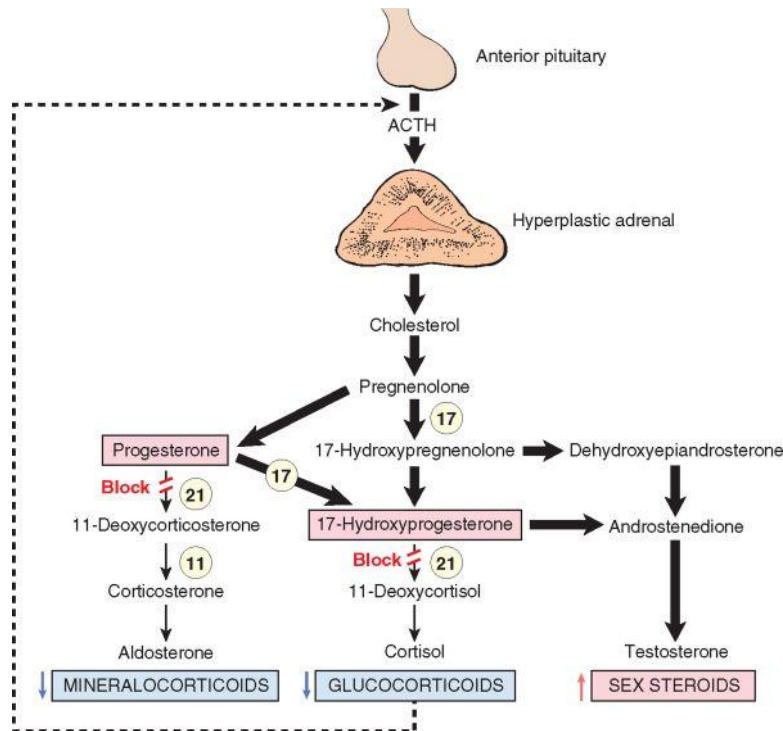 Anterior pituitary
ACTH
Hyperplastic adrenal
Cholesterol
Pregnenolone
17
Progesterone
17-Hydroxypregnenolone
Dehydroxyepiandrosterone
17
Block
21
11-Deoxycorticosterone
17-Hydroxyprogesterone
Androstenedione
Block
21
11
Corticosterone
11-Deoxycortisol
Aldosterone
Cortisol
Testosterone
MINERALOCORTICOIDS
GLUCOCORTICOIDS
SEX STEROIDS